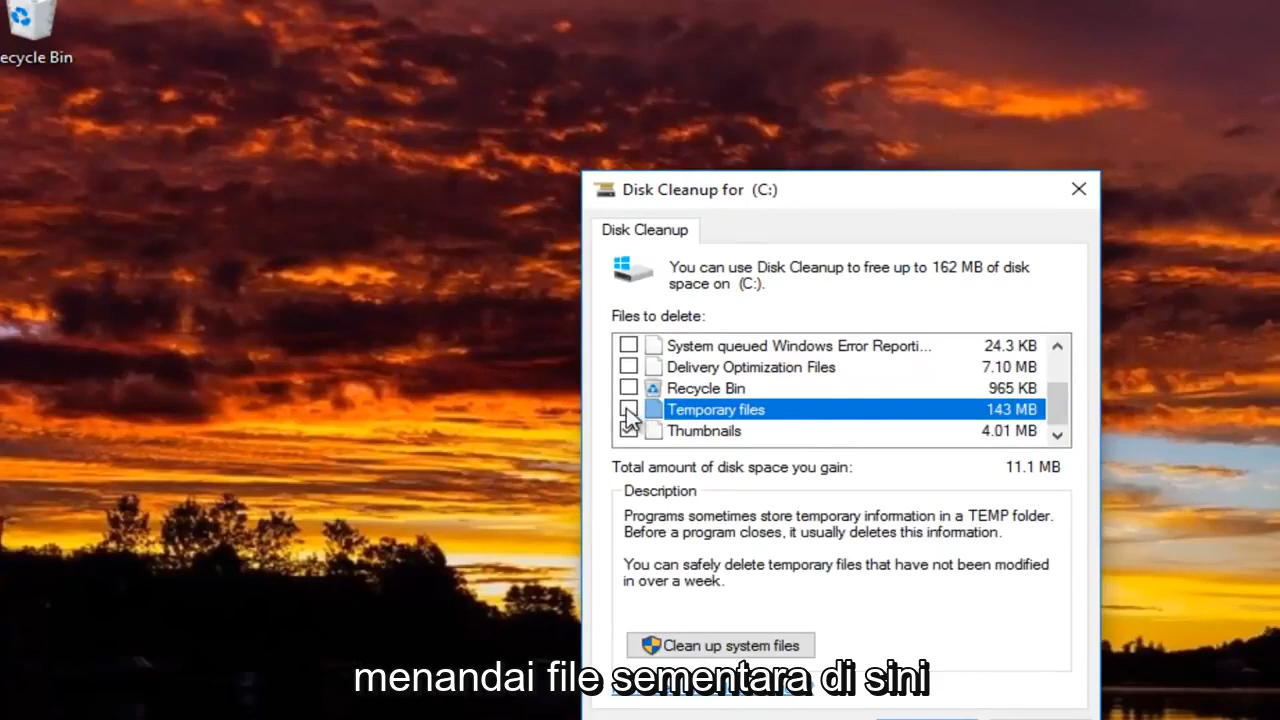 ecycle Bin
Disk Cleanup for (C:)
Disk Cleanup
You can use Disk Cleanup to free up to 162 MB of disk
space on (C:).
Files to delete:
System queued Windows Error Reporti... 24.3 KB
Delivery Optimization Files 7.10 MB
Recycle Bin 965 KB
Temporary files 143 MB
Thumbnails 4.01 MB
Total amount of disk space you gain: 11.1 MB
Description
Programs sometimes store temporary information in a TEMP folder.
Before a program closes, it usually deletes this information.
You can safely delete temporary files that have not been modified
in over a week.
Clean up system files
menandai file sementara di sini